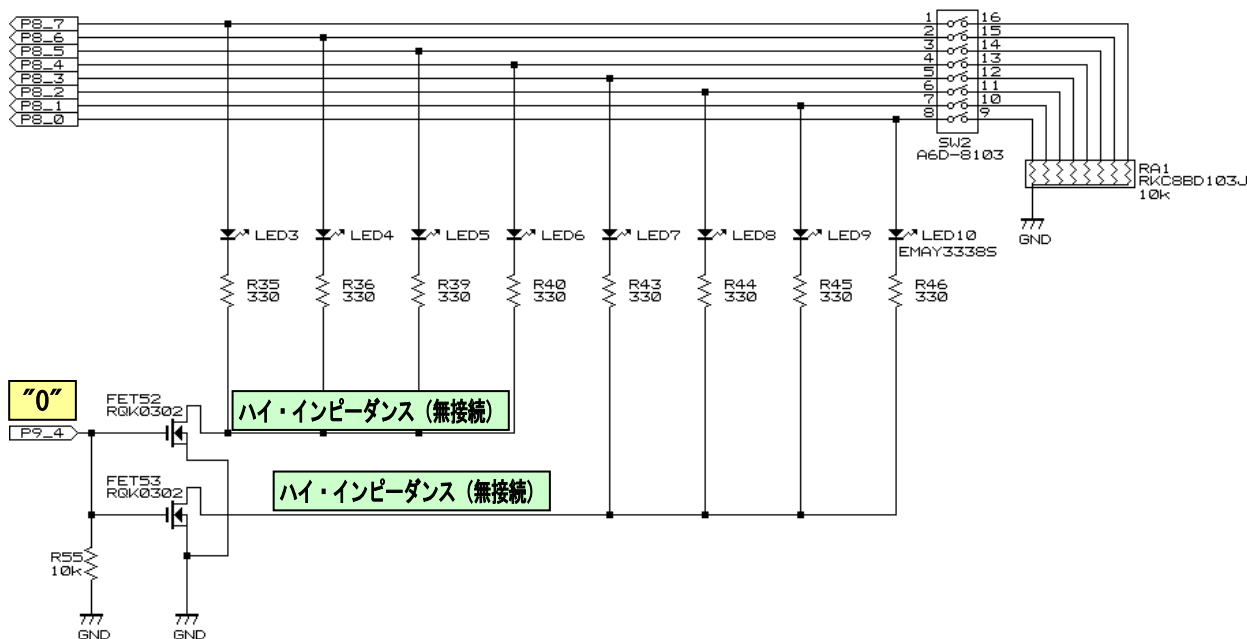 P8_7
P8_6
P8_5
P8_4
P8_3
P8_2
P8_1
P8_0
1 16
2 15
3 14
4 13
5 12
6 11
7 10
8 9
SW2
A6D-8103
RA1
RKC8BD103J
10k
GND
LED3
LED4
LED5
LED6
LED7
LED8
LED9
LED10
EMAY3338S
R35
330
R36
330
R39
330
R40
330
R43
330
R44
330
R45
330
R46
330
"0"
P9_4
FET52
RQK0302
ハイ・インピーダンス（無接続）
FET53
RQK0302
ハイ・インピーダンス（無接続）
R55
10k
GND
GND